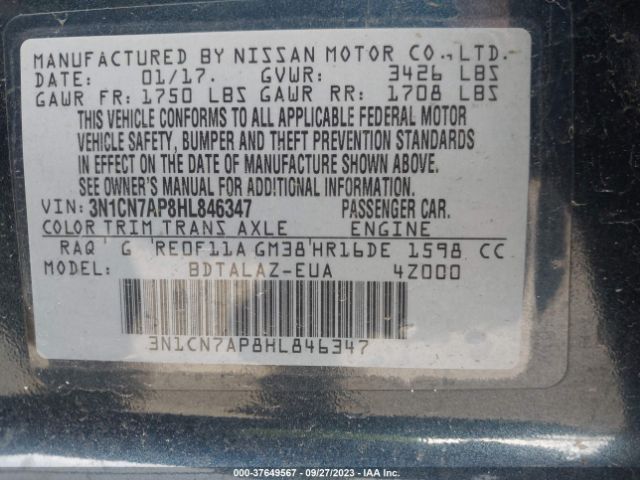 MANUFACTURED BY NISSAN MOTOR CO., LTD.
DATE: 01/17. GVWR: 3426 LBS
GAWR FR: 1750 LBS GAWR RR: 1708 LBS
THIS VEHICLE CONFORMS TO ALL APPLICABLE FEDERAL MOTOR
VEHICLE SAFETY, BUMPER AND THEFT PREVENTION STANDARDS
IN EFFECT ON THE DATE OF MANUFACTURE SHOWN ABOVE.
SEE OWNER'S MANUAL FOR ADDITIONAL INFORMATION.
VIN: 3N1CN7AP8HL846347 PASSENGER CAR.
COLOR TRIM TRANS AXLE ENGINE
RAQ' G 'RE0F11A GM38'HR16DE 1598 CC
MODEL: BDTALAZ-EUA 4Z000
3N1CN7AP8HL846347
000-37649567 - 09/27/2023 - IAA Inc.